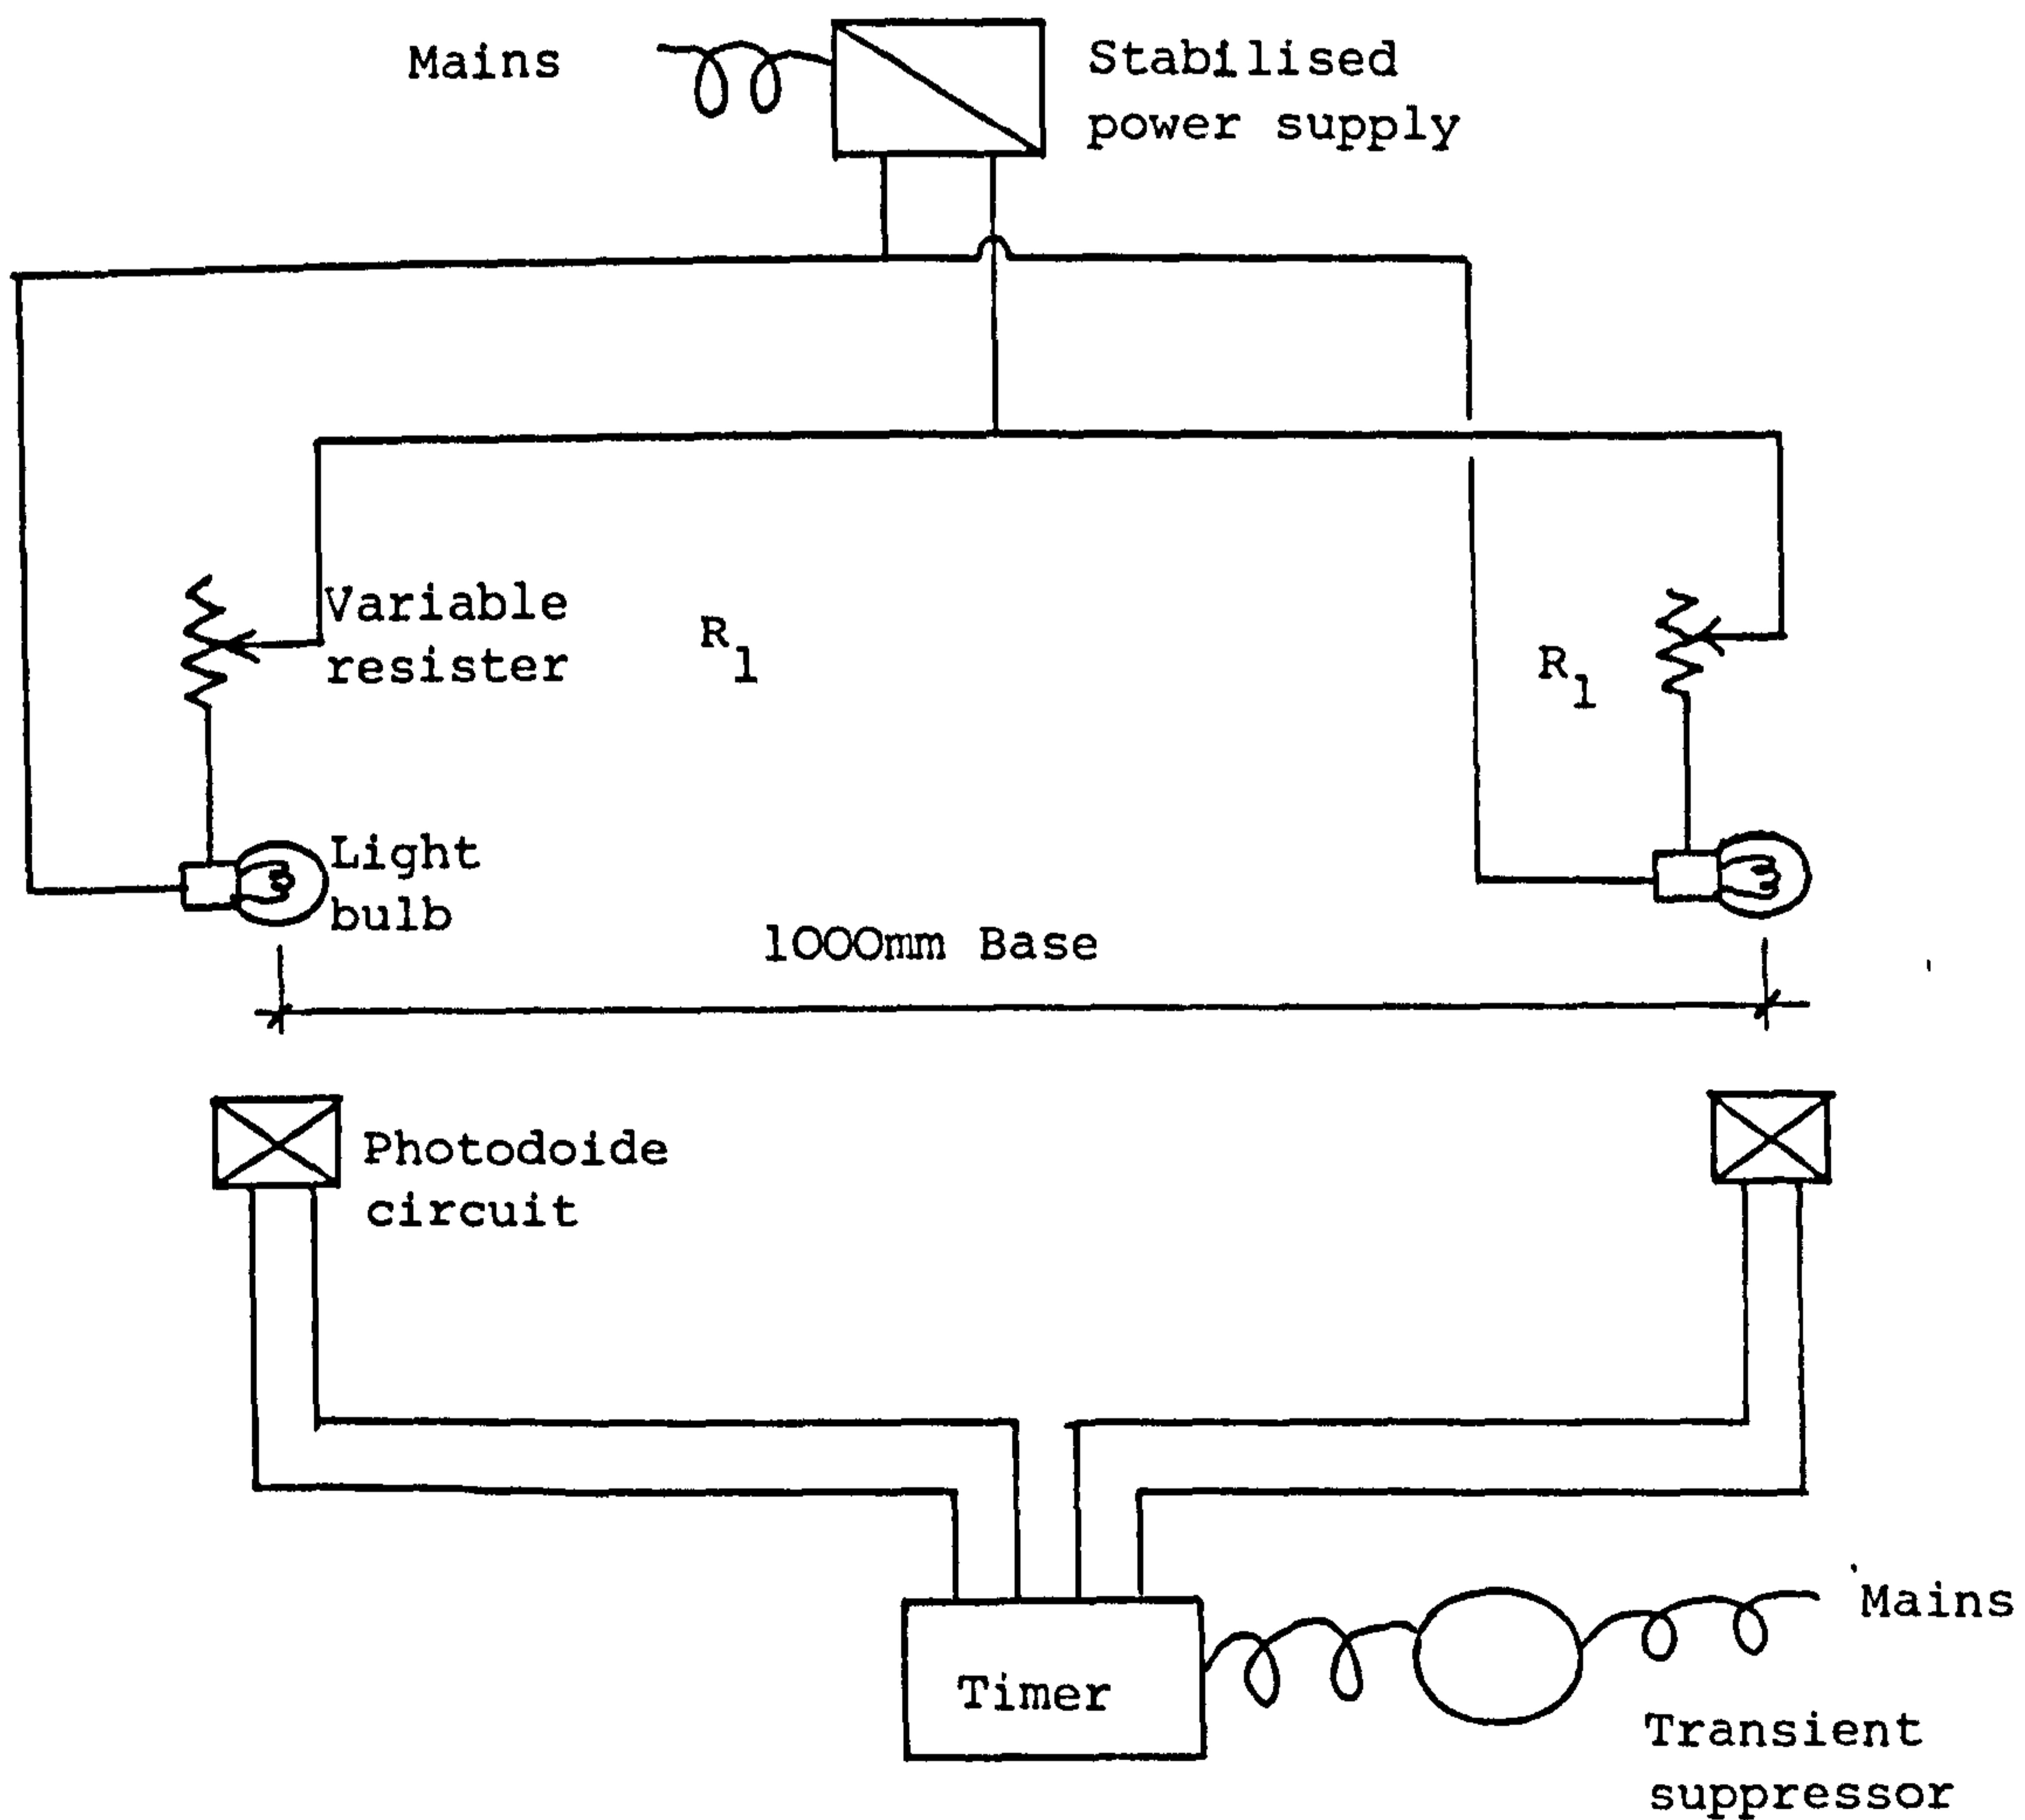 Mains
Stabilised
power supply
Variable
resister
R1
R1
Light
bulb
1000mm Base
Photodoide
circuit
Timer
Mains
Transient
suppressor